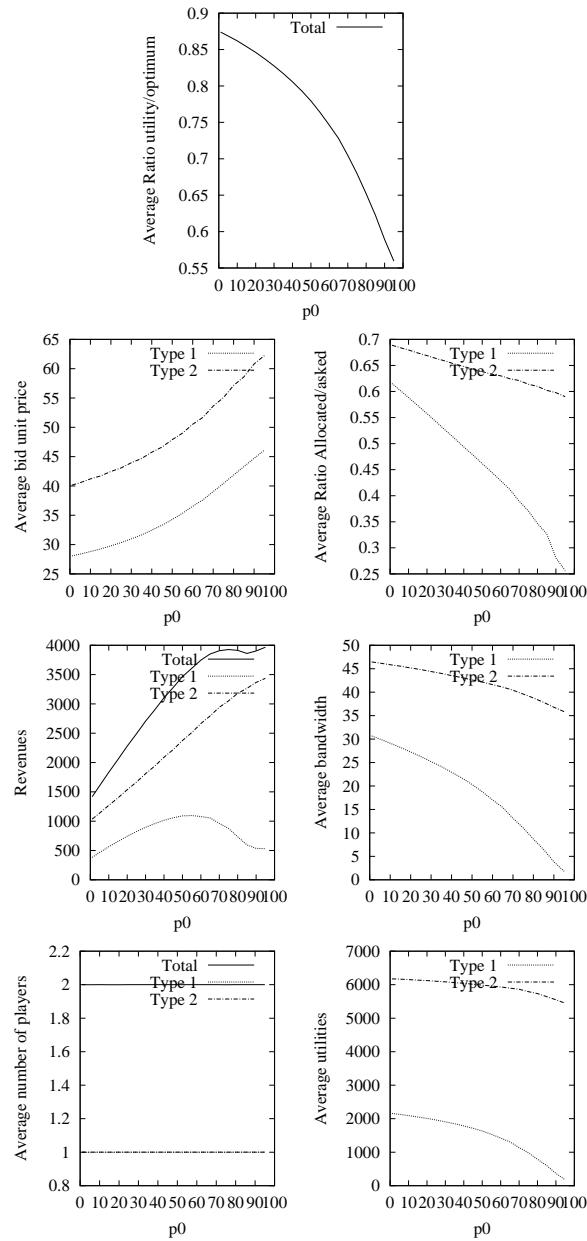 Average Ratio utility/optimum
0.9
0.85
0.8
0.75
0.7
0.65
0.6
0.55
Total
0 10 20 30 40 50 60 70 80 90 100
p0
Average bid unit price
65
60
55
50
45
40
35
30
25
Type 1
Type 2
0 10 20 30 40 50 60 70 80 90 100
p0
Average Ratio Allocated/asked
0.7
0.65
0.6
0.55
0.5
0.45
0.4
0.35
0.3
0.25
Type 1
Type 2
0 10 20 30 40 50 60 70 80 90 100
p0
Revenues
4000
3500
3000
2500
2000
1500
1000
500
0
Total
Type 1
Type 2
0 10 20 30 40 50 60 70 80 90 100
p0
Average bandwidth
50
45
40
35
30
25
20
15
10
5
0
Type 1
Type 2
0 10 20 30 40 50 60 70 80 90 100
p0
Average number of players
2.2
2
1.8
1.6
1.4
1.2
1
0.8
Total
Type 1
Type 2
0 10 20 30 40 50 60 70 80 90 100
p0
Average utilities
7000
6000
5000
4000
3000
2000
1000
0
Type 1
Type 2
0 10 20 30 40 50 60 70 80 90 100
p0